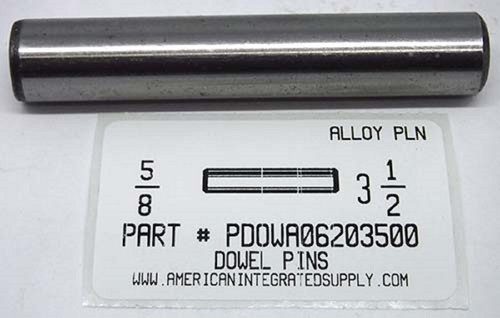 ALLOY PLN
5/8 3 1/2
PART # PDOWA06203500
DOWEL PINS
WWW.AMERICANINTEGRATEDSUPPLY.COM